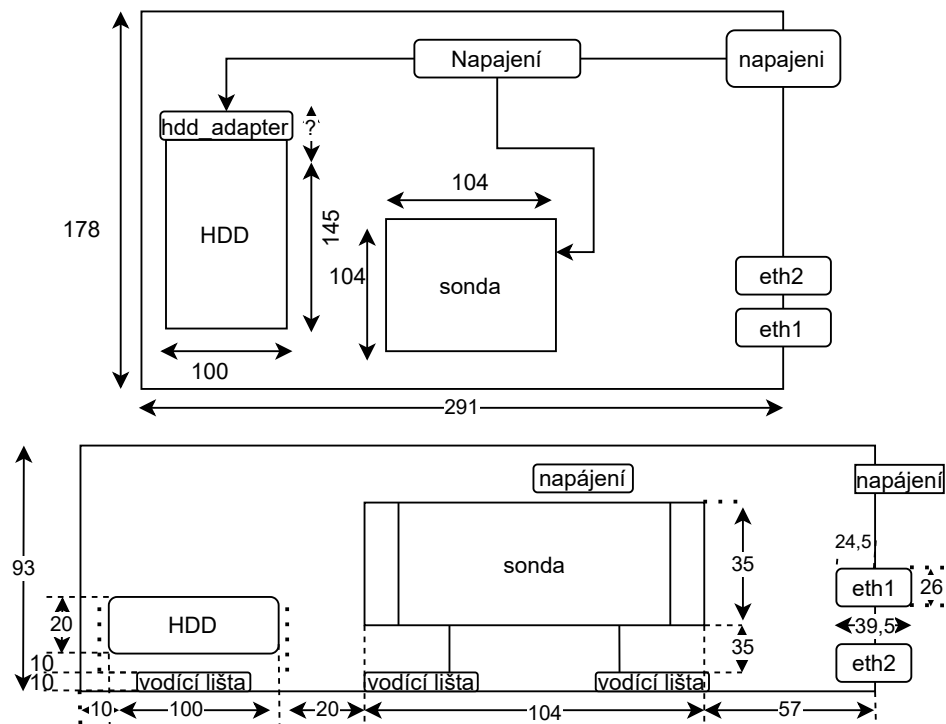 Napajení
napajeni
hdd_adapter
?
104
178
HDD
145
104
sonda
eth2
eth1
100
291
napájení
napájení
24,5
93
sonda
35
eth1
26
20
HDD
39,5
35
10
10
vodící lišta
vodící lišta
vodící lišta
eth2
10
100
20
104
57